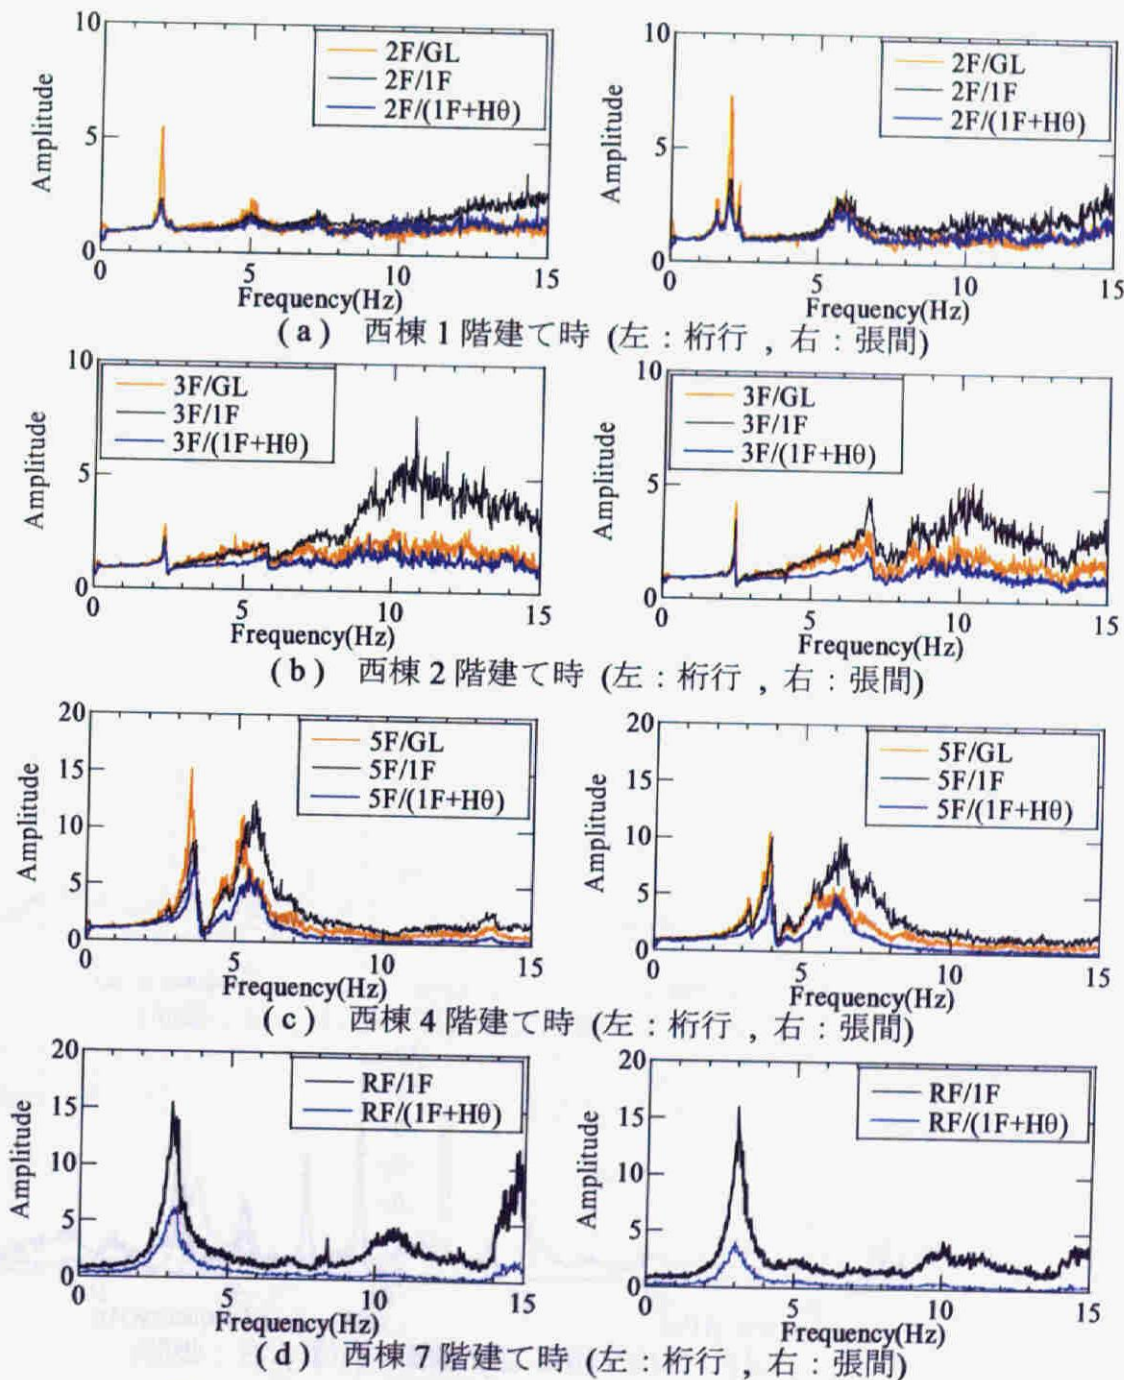 10
5
0
Amplitude
2F/GL
2F/1F
2F/(1F+Hθ)
0 5 10 15
Frequency(Hz)
10
5
0
Amplitude
2F/GL
2F/1F
2F/(1F+Hθ)
0 5 10 15
Frequency(Hz)
(a) 西棟1階建て時 (左：桁行 , 右：張間)
10
5
0
Amplitude
3F/GL
3F/1F
3F/(1F+Hθ)
0 5 10 15
Frequency(Hz)
10
5
0
Amplitude
3F/GL
3F/1F
3F/(1F+Hθ)
0 5 10 15
Frequency(Hz)
(b) 西棟2階建て時 (左：桁行 , 右：張間)
20
15
10
5
0
Amplitude
5F/GL
5F/1F
5F/(1F+Hθ)
0 5 10 15
Frequency(Hz)
20
15
10
5
0
Amplitude
5F/GL
5F/1F
5F/(1F+Hθ)
0 5 10 15
Frequency(Hz)
(c) 西棟4階建て時 (左：桁行 , 右：張間)
20
15
10
5
0
Amplitude
RF/1F
RF/(1F+Hθ)
0 5 10 15
Frequency(Hz)
20
15
10
5
0
Amplitude
RF/1F
RF/(1F+Hθ)
0 5 10 15
Frequency(Hz)
(d) 西棟7階建て時 (左：桁行 , 右：張間)